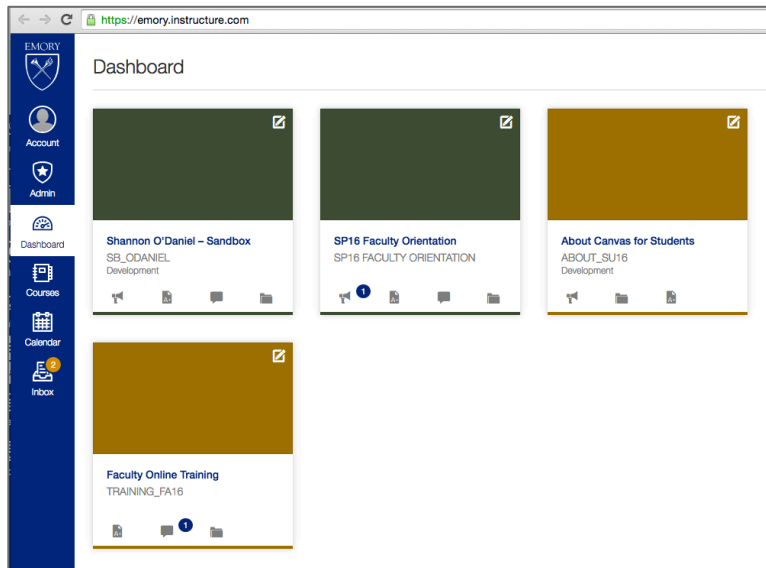 https://emory.instructure.com
EMORY
Dashboard
Account
Admin
Dashboard
Courses
Calendar
2
Inbox
Shannon O'Daniel – Sandbox
SB_ODANIEL
Development
A+
SP16 Faculty Orientation
SP16 FACULTY ORIENTATION
1
A+
About Canvas for Students
ABOUT_SU16
Development
A+
Faculty Online Training
TRAINING_FA16
A+
1